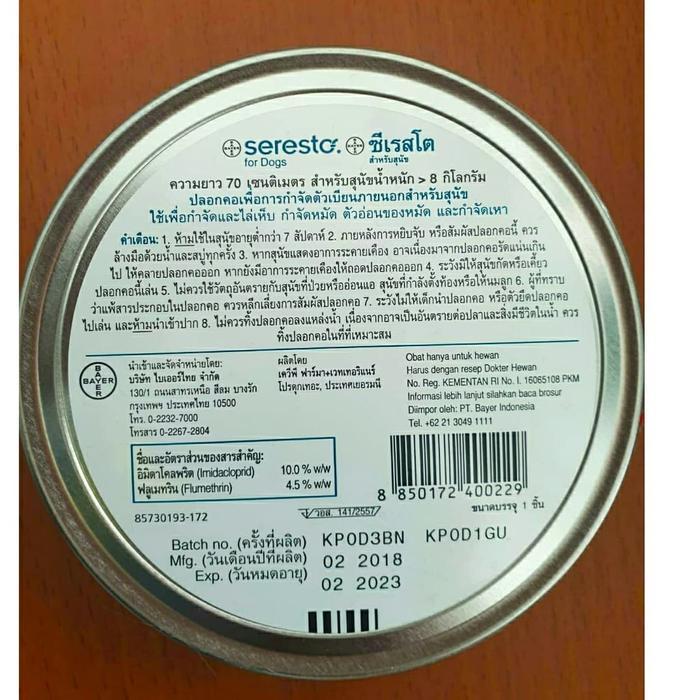 seresto. ซีเรสโต
for Dogs สำหรับสุนัข
ความยาว 70 เซนติเมตร สำหรับสุนัขน้ำหนัก > 8 กิโลกรัม
ปลอกคอเพื่อการกำจัดตัวเบียนภายนอกสำหรับสุนัข
ใช้เพื่อกำจัดและไล่เห็บ กำจัดหมัด ตัวอ่อนของหมัด และกำจัดเหา
คำเตือน: 1. ห้ามใช้ในสุนัขอายุต่ำกว่า 7 สัปดาห์ 2. ภายหลังการหยิบจับ หรือสัมผัสปลอกคอนี้ ควร
ล้างมือด้วยน้ำและสบู่ทุกครั้ง 3. หากสุนัขแสดงอาการระคายเคือง อาจเนื่องมาจากปลอกคอรัดแน่นเกิน
ไป ให้คลายปลอกคอออก หากยังมีอาการระคายเคืองให้ถอดปลอกคอออก 4. ระวังมิให้สุนัขกัดหรือเคี้ยว
ปลอกคอนี้เล่น 5. ไม่ควรใช้วัตถุอันตรายกับสุนัขที่ป่วยหรืออ่อนแอ สุนัขที่กำลังตั้งท้องหรือให้นมลูก 6. ผู้ที่ทราบ
ว่าแพ้สารประกอบในปลอกคอ ควรหลีกเลี่ยงการสัมผัสปลอกคอ 7. ระวังไม่ให้เด็กนำปลอกคอ หรือตัวยึดปลอกคอ
ไปเล่น และห้ามนำเข้าปาก 8. ไม่ควรทิ้งปลอกคอลงแหล่งน้ำ เนื่องจากอาจเป็นอันตรายต่อปลาและสิ่งมีชีวิตในน้ำ ควร
ทิ้งปลอกคอในที่ที่เหมาะสม
BAYER
BAYER
นำเข้าและจัดจำหน่ายโดย:
บริษัท ไบเออร์ไทย จำกัด
130/1 ถนนสาทรเหนือ สีลม บางรัก
กรุงเทพฯ ประเทศไทย 10500
โทร. 0-2232-7000
โทรสาร 0-2267-2804
ผลิตโดย
เควีพี ฟาร์มา+เวทเทอริแนร์
โปรดุกเทอะ, ประเทศเยอรมนี
Obat hanya untuk hewan
Harus dengan resep Dokter Hewan
No. Reg. KEMENTAN RI No. I. 16065108 PKM
Informasi lebih lanjut silahkan baca brosur
Diimpor oleh: PT. Bayer Indonesia
Tel. +62 21 3049 1111
ชื่อและอัตราส่วนของสารสำคัญ:
อิมิดาโคลพริด (Imidacloprid) 10.0 % w/w
ฟลูเมทริน (Flumethrin) 4.5 % w/w
8 850172 400229
ขนาดบรรจุ 1 ชิ้น
85730193-172
วอส. 141/2557
Batch no. (ครั้งที่ผลิต) KP0D3BN KP0D1GU
Mfg. (วันเดือนปีที่ผลิต) 02 2018
Exp. (วันหมดอายุ) 02 2023